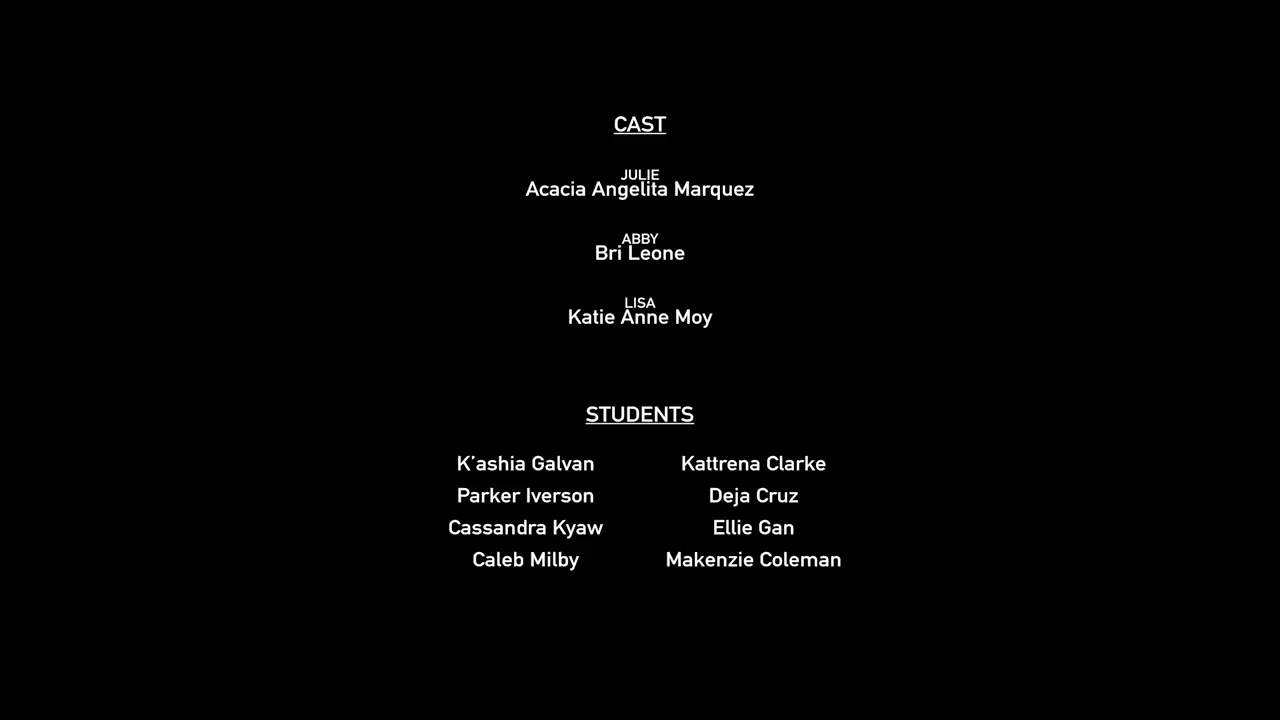 CAST
JULIE
Acacia Angelita Marquez
ABBY
Bri Leone
LISA
Katie Anne Moy
STUDENTS
K’ashia Galvan
Parker Iverson
Cassandra Kyaw
Caleb Milby
Kattrena Clarke
Deja Cruz
Ellie Gan
Makenzie Coleman